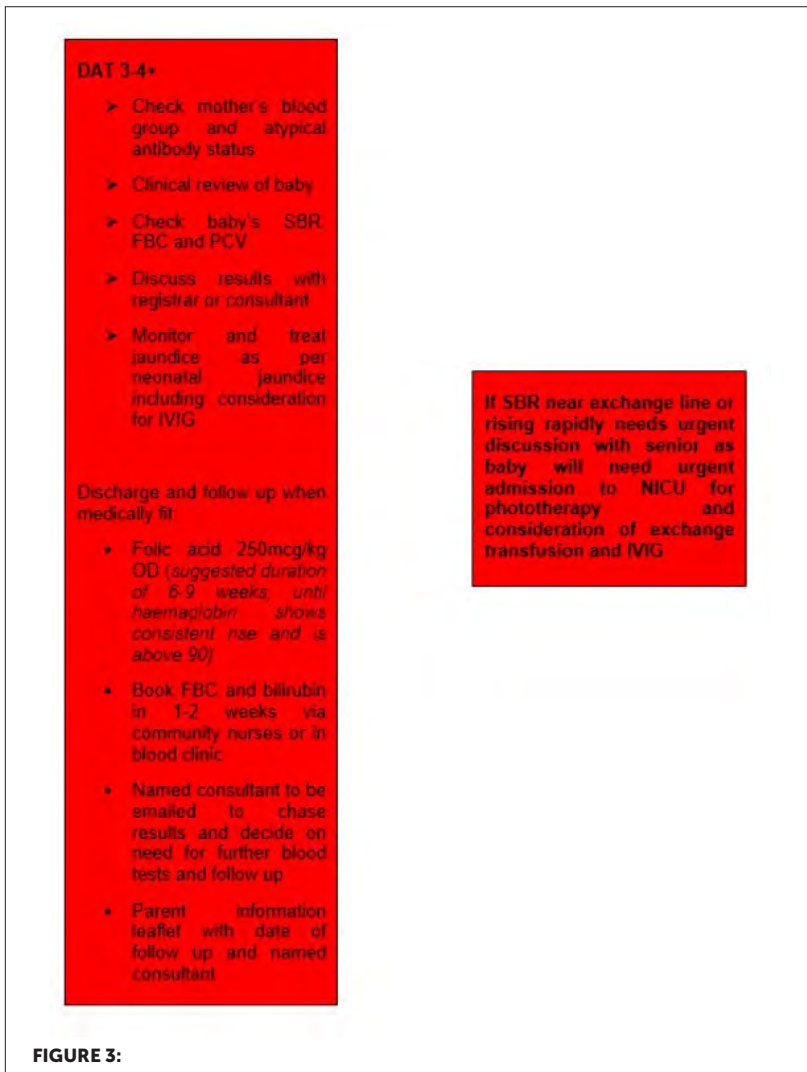 DAT 3-4•
➢ Check mother's blood
group and atypical
antibody status
➢ Clinical review of baby
➢ Check baby's SBR,
FBC and PCV
➢ Discuss results with
registrar or consultant
➢ Monitor and treat
jaundice as per
neonatal jaundice
including consideration
for IVIG
Discharge and follow up when
medically fit:
• Folic acid 250mcg/kg
OD (suggested duration
of 6-9 weeks, until
haemaglobin shows
consistent rise and is
above 90)
• Book FBC and bilirubin
in 1-2 weeks via
community nurses or in
blood clinic
• Named consultant to be
emailed to chase
results and decide on
need for further blood
tests and follow up
• Parent information
leaflet with date of
follow up and named
consultant
If SBR near exchange line or
rising rapidly needs urgent
discussion with senior as
baby will need urgent
admission to NICU for
phototherapy and
consideration of exchange
transfusion and IVIG
FIGURE 3: